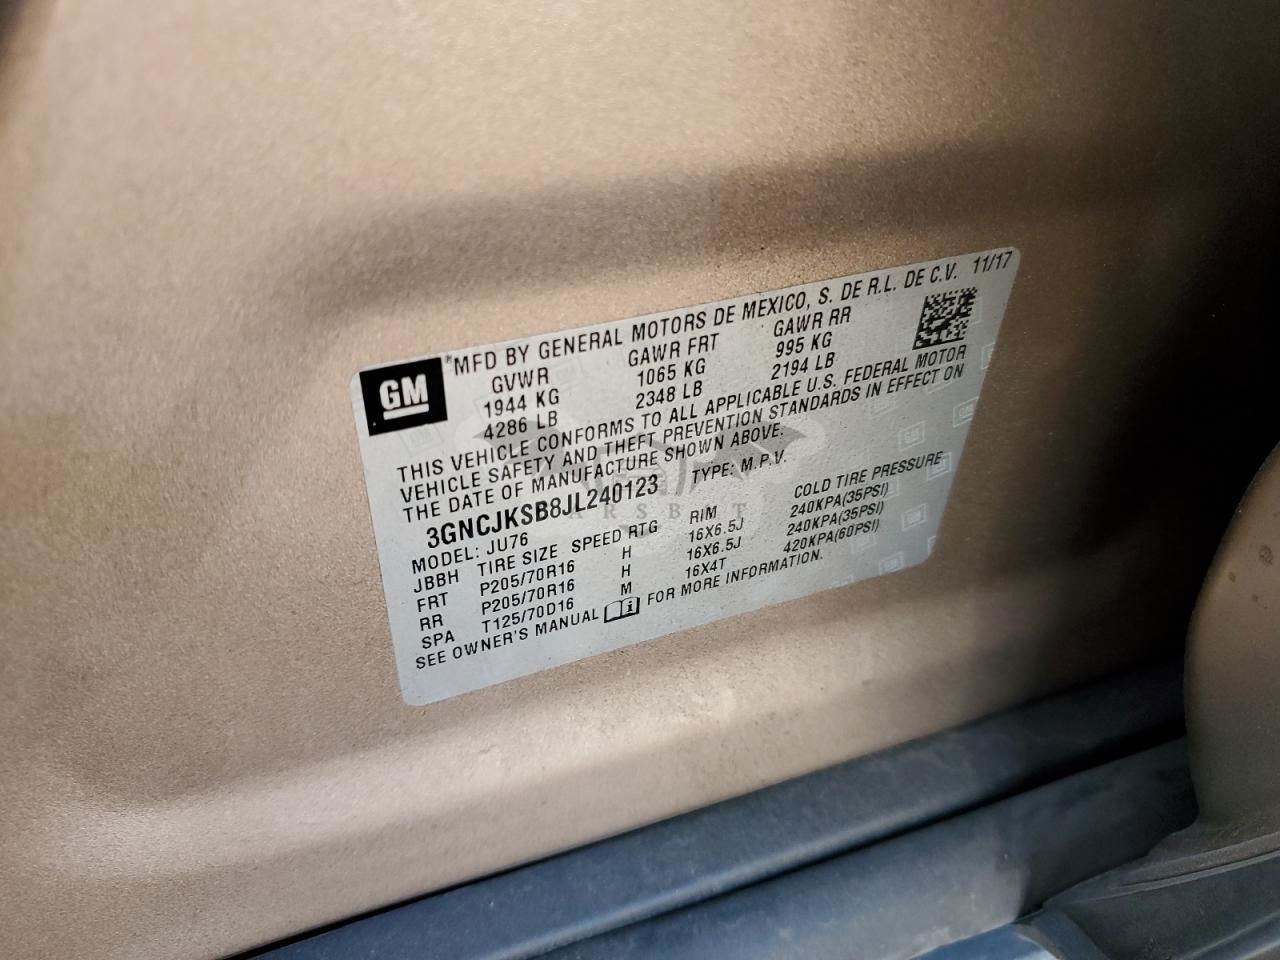 *MFD BY GENERAL MOTORS DE MEXICO, S. DE R.L. DE C.V. 11/17
GM
GVWR GAWR FRT GAWR RR
1944 KG 1065 KG 995 KG
4286 LB 2348 LB 2194 LB
THIS VEHICLE CONFORMS TO ALL APPLICABLE U.S. FEDERAL MOTOR
VEHICLE SAFETY AND THEFT PREVENTION STANDARDS IN EFFECT ON
THE DATE OF MANUFACTURE SHOWN ABOVE.
3GNCJKSB8JL240123 TYPE: M.P.V.
MODEL: JU76
JBBH TIRE SIZE SPEED RTG RIM COLD TIRE PRESSURE
FRT P205/70R16 H 16X6.5J 240KPA(35PSI)
RR P205/70R16 H 16X6.5J 240KPA(35PSI)
SPA T125/70D16 M 16X4T 420KPA(60PSI)
SEE OWNER'S MANUAL FOR MORE INFORMATION.